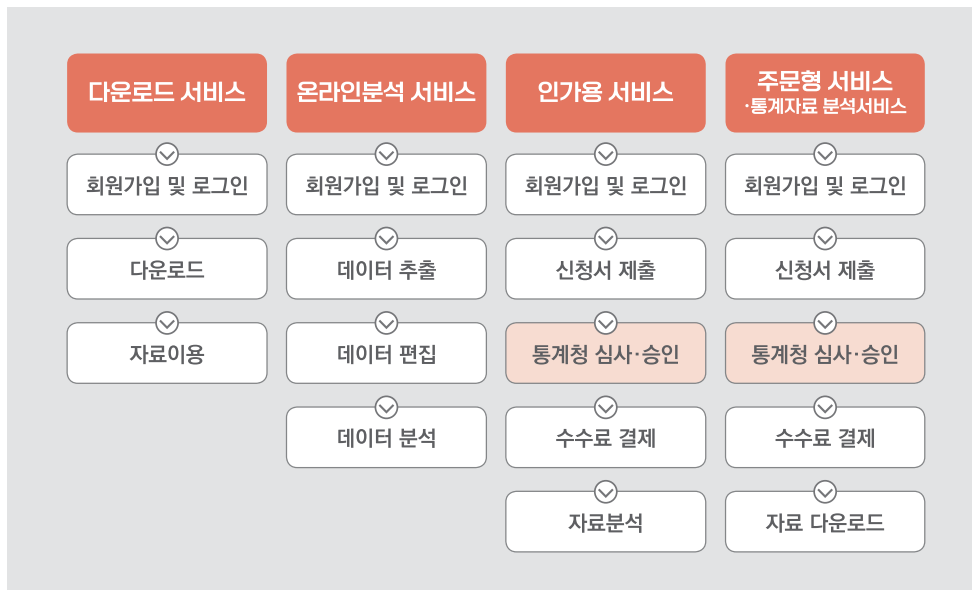 다운로드 서비스
회원가입 및 로그인
다운로드
자료이용
온라인분석 서비스
회원가입 및 로그인
데이터 추출
데이터 편집
데이터 분석
인가용 서비스
회원가입 및 로그인
신청서 제출
통계청 심사·승인
수수료 결제
자료분석
주문형 서비스
·통계자료 분석서비스
회원가입 및 로그인
신청서 제출
통계청 심사·승인
수수료 결제
자료 다운로드